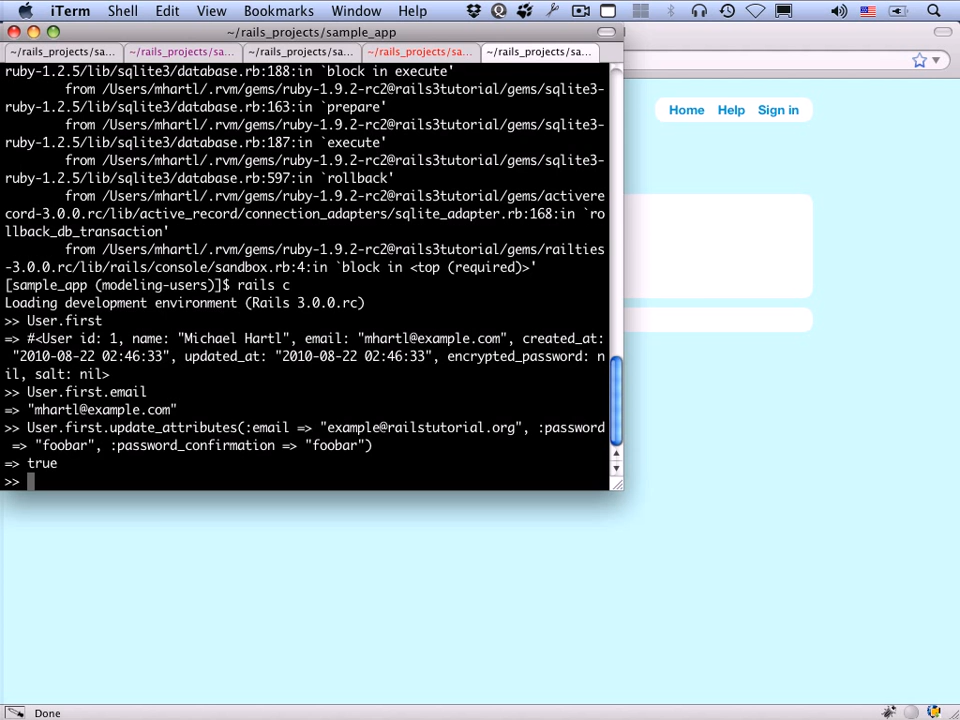 iTerm Shell Edit View Bookmarks Window Help
~/rails_projects/sample_app
~/rails_projects/sa... ~/rails_projects/sa... ~/rails_projects/sa... ~/rails_projects/sa... ~/rails_projects/sa...
ruby-1.2.5/lib/sqlite3/database.rb:188:in `block in execute'
from /Users/mhartl/.rvm/gems/ruby-1.9.2-rc2@rails3tutorial/gems/sqlite3-
ruby-1.2.5/lib/sqlite3/database.rb:163:in `prepare'
from /Users/mhartl/.rvm/gems/ruby-1.9.2-rc2@rails3tutorial/gems/sqlite3-
ruby-1.2.5/lib/sqlite3/database.rb:187:in `execute'
from /Users/mhartl/.rvm/gems/ruby-1.9.2-rc2@rails3tutorial/gems/sqlite3-
ruby-1.2.5/lib/sqlite3/database.rb:597:in `rollback'
from /Users/mhartl/.rvm/gems/ruby-1.9.2-rc2@rails3tutorial/gems/activere
cord-3.0.0.rc/lib/active_record/connection_adapters/sqlite_adapter.rb:168:in `ro
llback_db_transaction'
from /Users/mhartl/.rvm/gems/ruby-1.9.2-rc2@rails3tutorial/gems/railties
-3.0.0.rc/lib/rails/console/sandbox.rb:4:in `block in <top (required)>'
[sample_app (modeling-users)]$ rails c
Loading development environment (Rails 3.0.0.rc)
>> User.first
=> #<User id: 1, name: "Michael Hartl", email: "mhartl@example.com", created_at:
"2010-08-22 02:46:33", updated_at: "2010-08-22 02:46:33", encrypted_password: n
il, salt: nil>
>> User.first.email
=> "mhartl@example.com"
>> User.first.update_attributes(:email => "example@railstutorial.org", :password
=> "foobar", :password_confirmation => "foobar")
=> true
>>
Home Help Sign in
Done